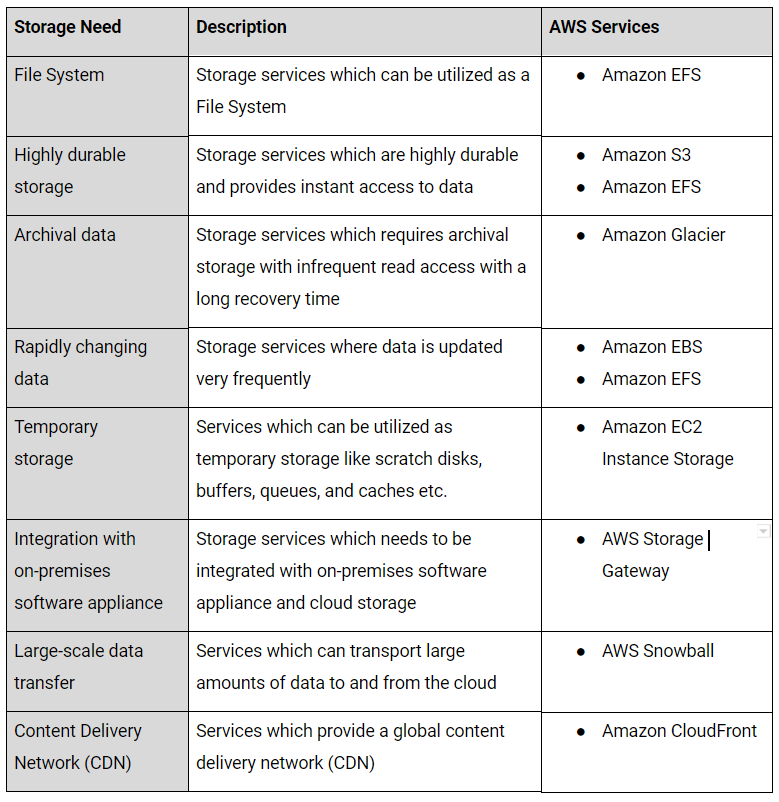 Storage Need
Description
AWS Services
File System
Storage services which can be utilized as a
File System
● Amazon EFS
Highly durable
storage
Storage services which are highly durable
and provides instant access to data
● Amazon S3
● Amazon EFS
Archival data
Storage services which requires archival
storage with infrequent read access with a
long recovery time
● Amazon Glacier
Rapidly changing
data
Storage services where data is updated
very frequently
● Amazon EBS
● Amazon EFS
Temporary
storage
Services which can be utilized as
temporary storage like scratch disks,
buffers, queues, and caches etc.
● Amazon EC2
Instance Storage
Integration with
on-premises
software appliance
Storage services which needs to be
integrated with on-premises software
appliance and cloud storage
● AWS Storage
Gateway
Large-scale data
transfer
Services which can transport large
amounts of data to and from the cloud
● AWS Snowball
Content Delivery
Network (CDN)
Services which provide a global content
delivery network (CDN)
● Amazon CloudFront